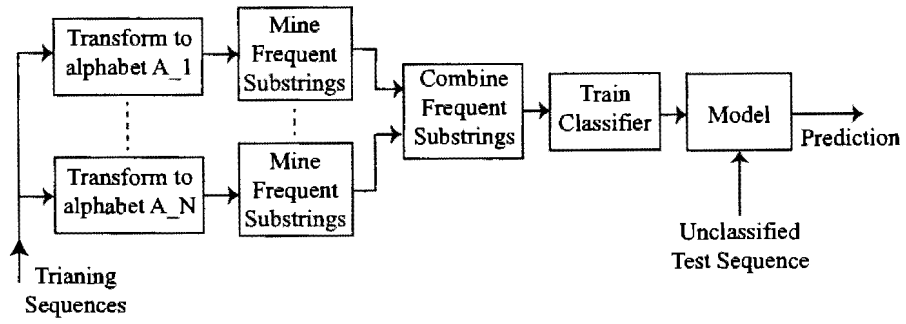 Transform to
alphabet A_1
Mine
Frequent
Substrings
Combine
Frequent
Substrings
Train
Classifier
Model
Prediction
Transform to
alphabet A_N
Mine
Frequent
Substrings
Unclassified
Test Sequence
Trianing
Sequences